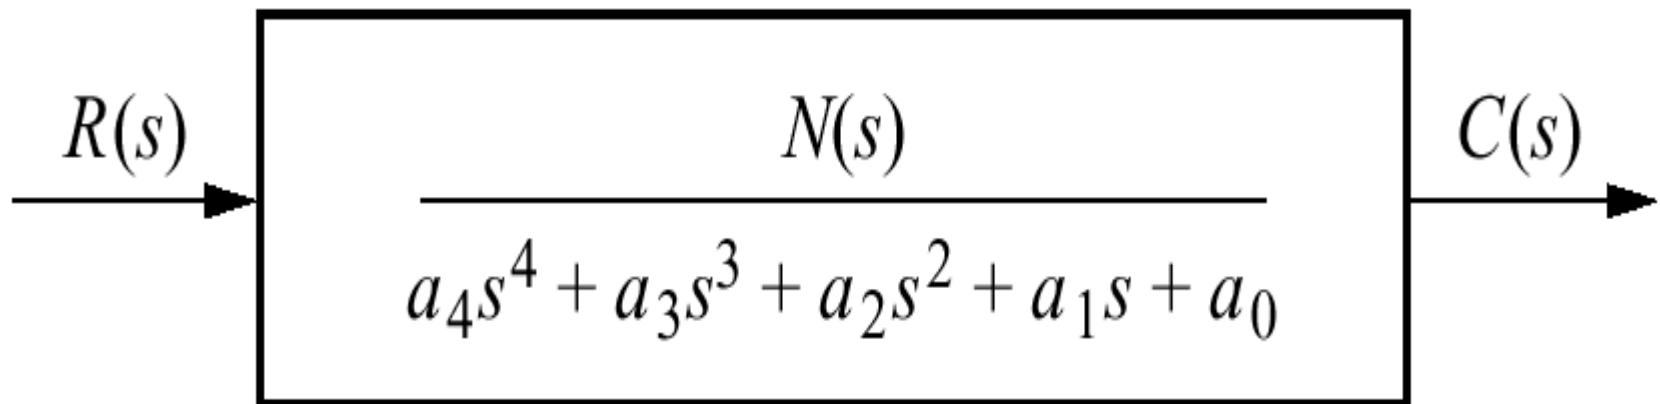 R(s)
N(s)
C(s)
a₄s⁴ + a₃s³ + a₂s² + a₁s + a₀